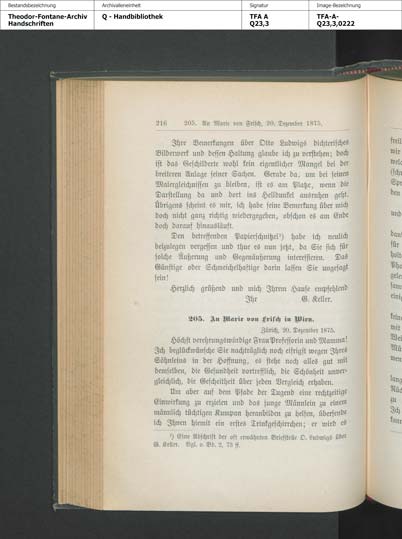 Bestandsbezeichnung
Archivalieneinheit
Signatur
Image-Bezeichnung
Theodor-Fontane-Archiv
Handschriften
Q - Handbibliothek
TFA A
Q23,3
TFA-A-
Q23,3,0222
216 205. An Marie von Frisch, 20. Dezember 1875.
Ihre Bemerkungen über Otto Ludwigs dichterisches
Bilderwerk und dessen Haltung glaube ich zu verstehen; doch
ist das Geschilderte wohl kein eigentlicher Mangel bei der
breiteren Anlage seiner Sachen. Gerade da, um bei seinen
Malergleichnissen zu bleiben, ist es am Platze, wenn die
Darstellung da und dort ins Helldunkel ausruhen geht.
Übrigens scheint es mir, ich habe seine Bemerkung über mich
doch nicht ganz richtig wiedergegeben, obschon es am Ende
doch darauf hinausläuft.
Den betreffenden Papierschnitzel¹) habe ich neulich
beizulegen vergessen und thue es nun jetzt, da Sie sich für
solche Äußerung und Gegenäußerung interessieren. Das
Günstige oder Schmeichelhaftige darin lassen Sie ungesagt
sein!
Herzlich grüßend und mich Ihrem Hause empfehlend
Ihr G. Keller.
205. An Marie von Frisch in Wien.
Zürich, 20. Dezember 1875.
Höchst verehrungswürdige Frau Professorin und Mamma!
Ich beglückwünsche Sie nachträglich noch eifrigst wegen Ihres
Söhnleins in der Hoffnung, es stehe noch alles gut mit
demselben, die Gesundheit vortrefflich, die Schönheit unver-
gleichlich, die Gescheitheit über jeden Vergleich erhaben.
Um aber auf dem Pfade der Tugend eine rechtzeitige
Einwirkung zu erzielen und das junge Männlein zu einem
männlich tüchtigen Kumpan heranbilden zu helfen, übersende
ich Ihnen hiemit ein erstes Trinkgeschirrchen; er wird es
¹) Eine Abschrift der oft erwähnten Briefstelle O. Ludwigs über
G. Keller. Vgl. o. Bd. 2, 75 ff.